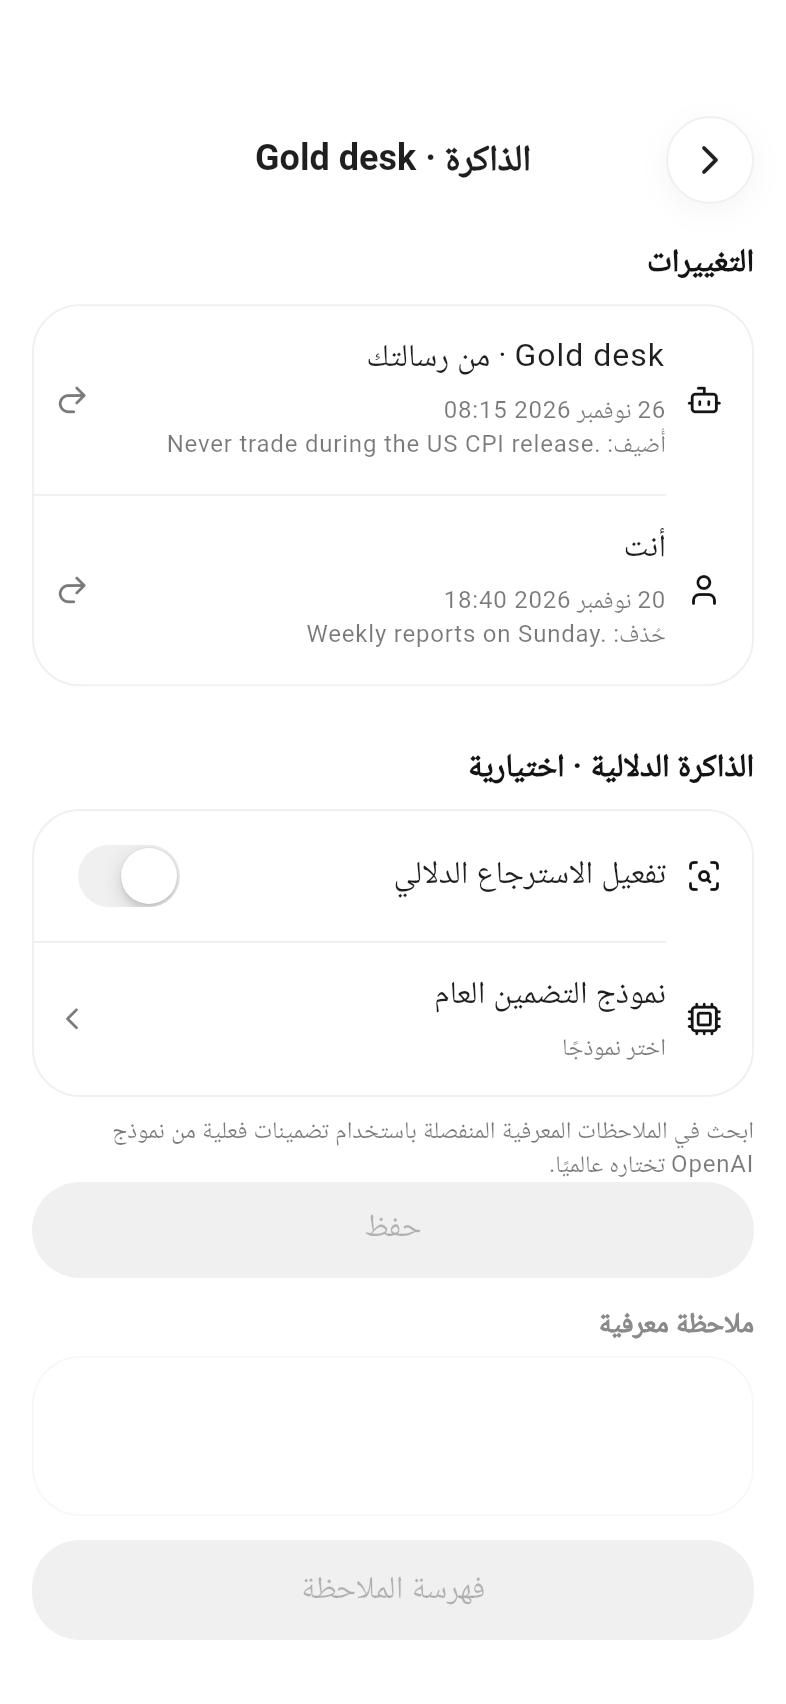 الذاكرة · Gold desk
التغييرات
Gold desk · من رسالتك
26 نوفمبر 2026 08:15
أضيف: Never trade during the US CPI release.
أنت
20 نوفمبر 2026 18:40
حُذف: Weekly reports on Sunday.
الذاكرة الدلالية · اختيارية
تفعيل الاسترجاع الدلالي
نموذج التضمين العام
اختر نموذجًا
ابحث في الملاحظات المعرفية المنفصلة باستخدام تضمينات فعلية من نموذج
OpenAI تختاره عالميًا.
حفظ
ملاحظة معرفية
فهرسة الملاحظة